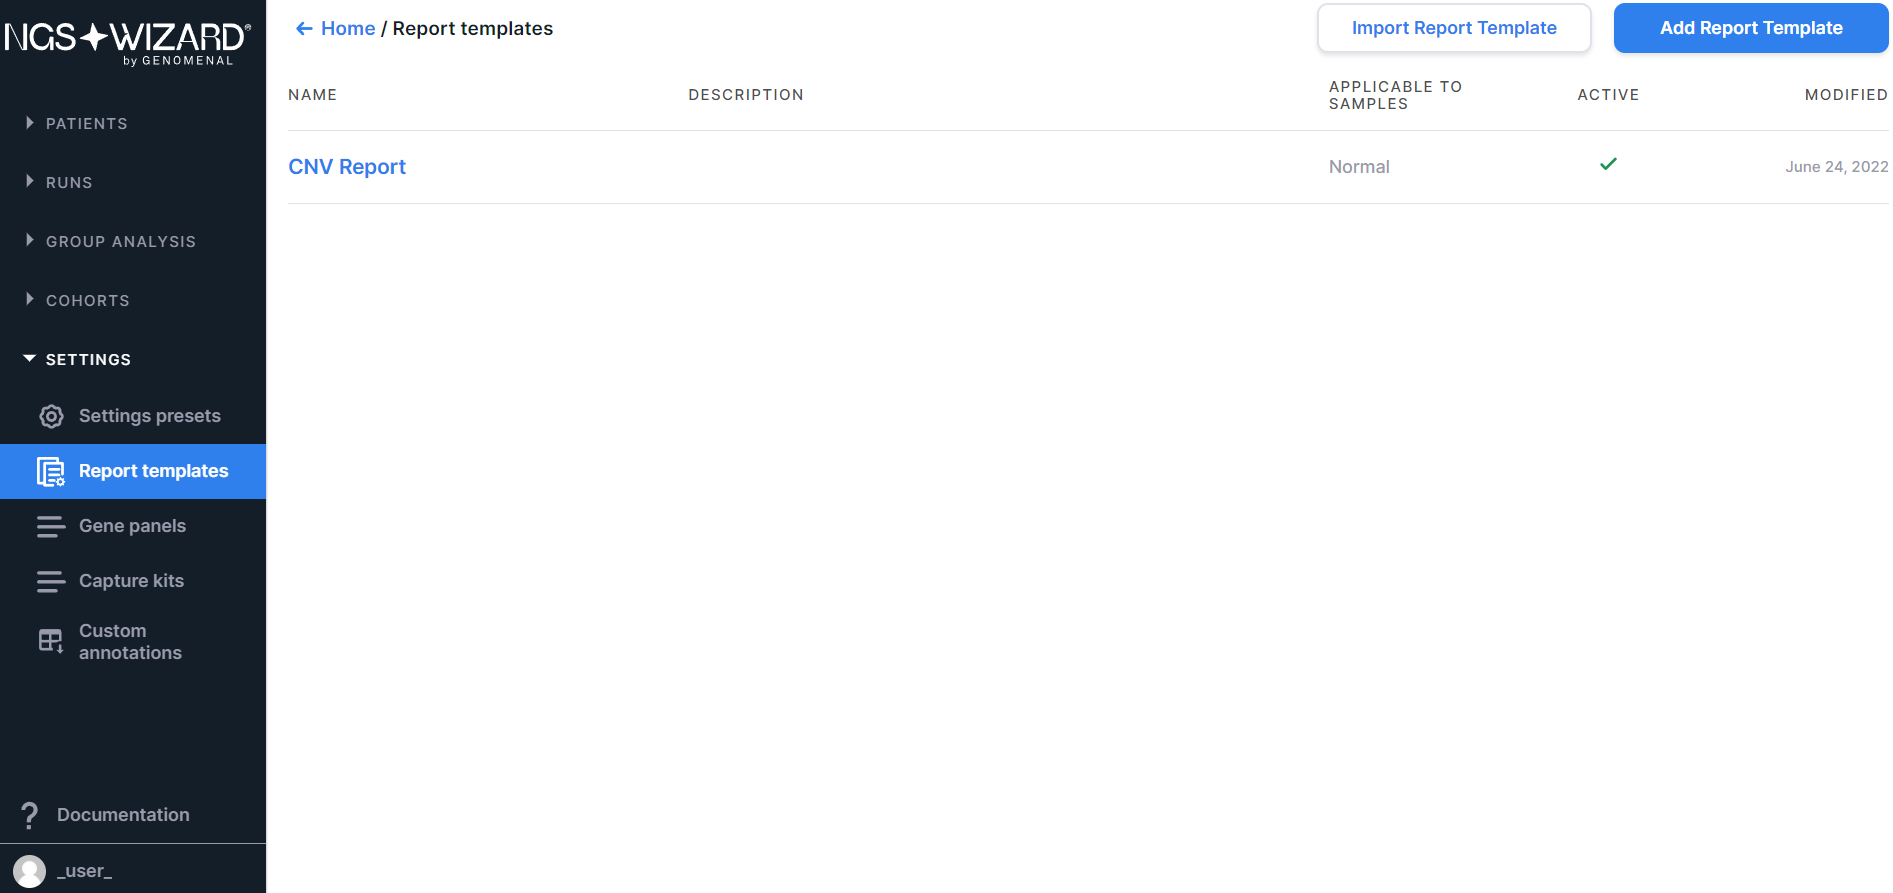 NGS WIZARD®
by GENOMENAL
PATIENTS
RUNS
GROUP ANALYSIS
COHORTS
SETTINGS
Settings presets
Report templates
Gene panels
Capture kits
Custom
annotations
Documentation
_user_
← Home / Report templates
Import Report Template
Add Report Template
NAME DESCRIPTION APPLICABLE TO SAMPLES ACTIVE MODIFIED
CNV Report Normal ✓ June 24, 2022